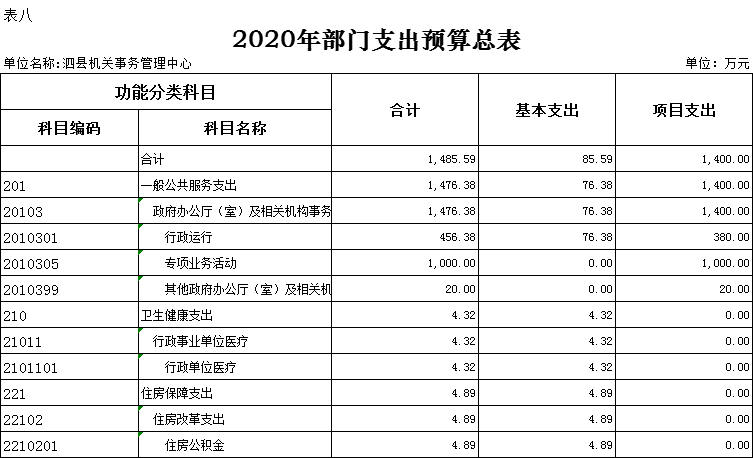 表八
2020年部门支出预算总表
单位名称:泗县机关事务管理中心 单位：万元
功能分类科目 合计 基本支出 项目支出
科目编码 科目名称
合计 1,485.59 85.59 1,400.00
201 一般公共服务支出 1,476.38 76.38 1,400.00
20103 政府办公厅（室）及相关机构事务 1,476.38 76.38 1,400.00
2010301 行政运行 456.38 76.38 380.00
2010305 专项业务活动 1,000.00 0.00 1,000.00
2010399 其他政府办公厅（室）及相关机 20.00 0.00 20.00
210 卫生健康支出 4.32 4.32 0.00
21011 行政事业单位医疗 4.32 4.32 0.00
2101101 行政单位医疗 4.32 4.32 0.00
221 住房保障支出 4.89 4.89 0.00
22102 住房改革支出 4.89 4.89 0.00
2210201 住房公积金 4.89 4.89 0.00